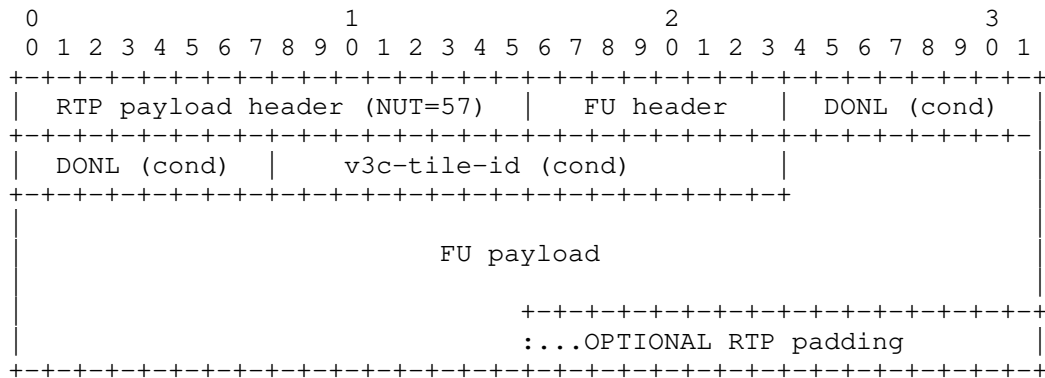 0                   1                   2                   3
0 1 2 3 4 5 6 7 8 9 0 1 2 3 4 5 6 7 8 9 0 1 2 3 4 5 6 7 8 9 0 1
+-+-+-+-+-+-+-+-+-+-+-+-+-+-+-+-+-+-+-+-+-+-+-+-+-+-+-+-+-+-+-+-+
|  RTP payload header (NUT=57)  |   FU header   |  DONL (cond)  |
+-+-+-+-+-+-+-+-+-+-+-+-+-+-+-+-+-+-+-+-+-+-+-+-+-+-+-+-+-+-+-+-|
|  DONL (cond)  |    v3c-tile-id (cond)         |               |
+-+-+-+-+-+-+-+-+-+-+-+-+-+-+-+-+-+-+-+-+-+-+-+-+               |
|                                                               |
|                          FU payload                           |
|                                                               |
|                               +-+-+-+-+-+-+-+-+-+-+-+-+-+-+-+-+
|                               :...OPTIONAL RTP padding        |
+-+-+-+-+-+-+-+-+-+-+-+-+-+-+-+-+-+-+-+-+-+-+-+-+-+-+-+-+-+-+-+-+